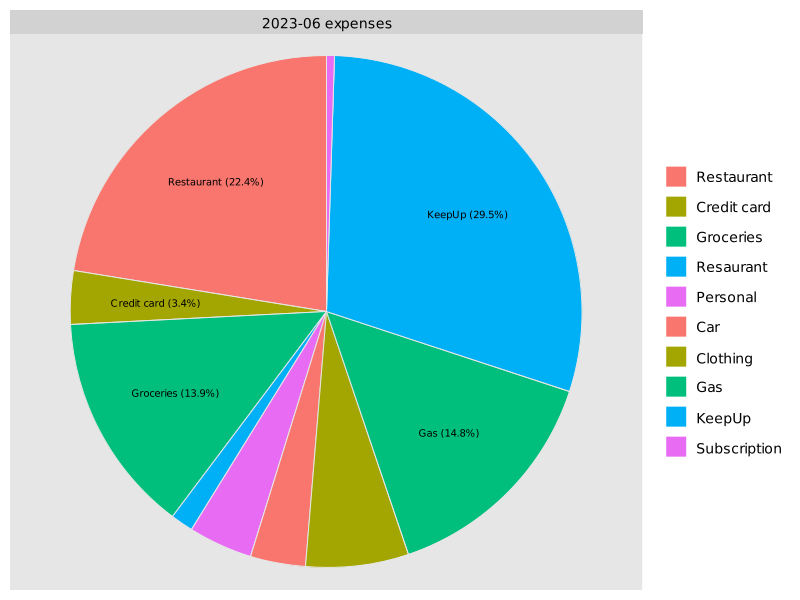 2023-06 expenses
Restaurant (22.4%)
KeepUp (29.5%)
Credit card (3.4%)
Groceries (13.9%)
Gas (14.8%)
Restaurant
Credit card
Groceries
Resaurant
Personal
Car
Clothing
Gas
KeepUp
Subscription